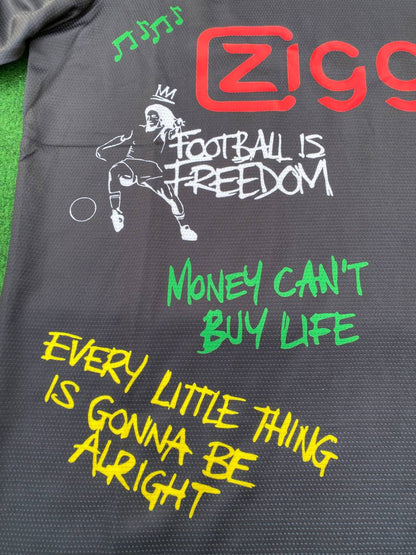 Zigg
FOOTBALL IS
FREEDOM
MONEY CAN'T
BUY LIFE
EVERY LITTLE THING
IS GONNA BE
ALRIGHT